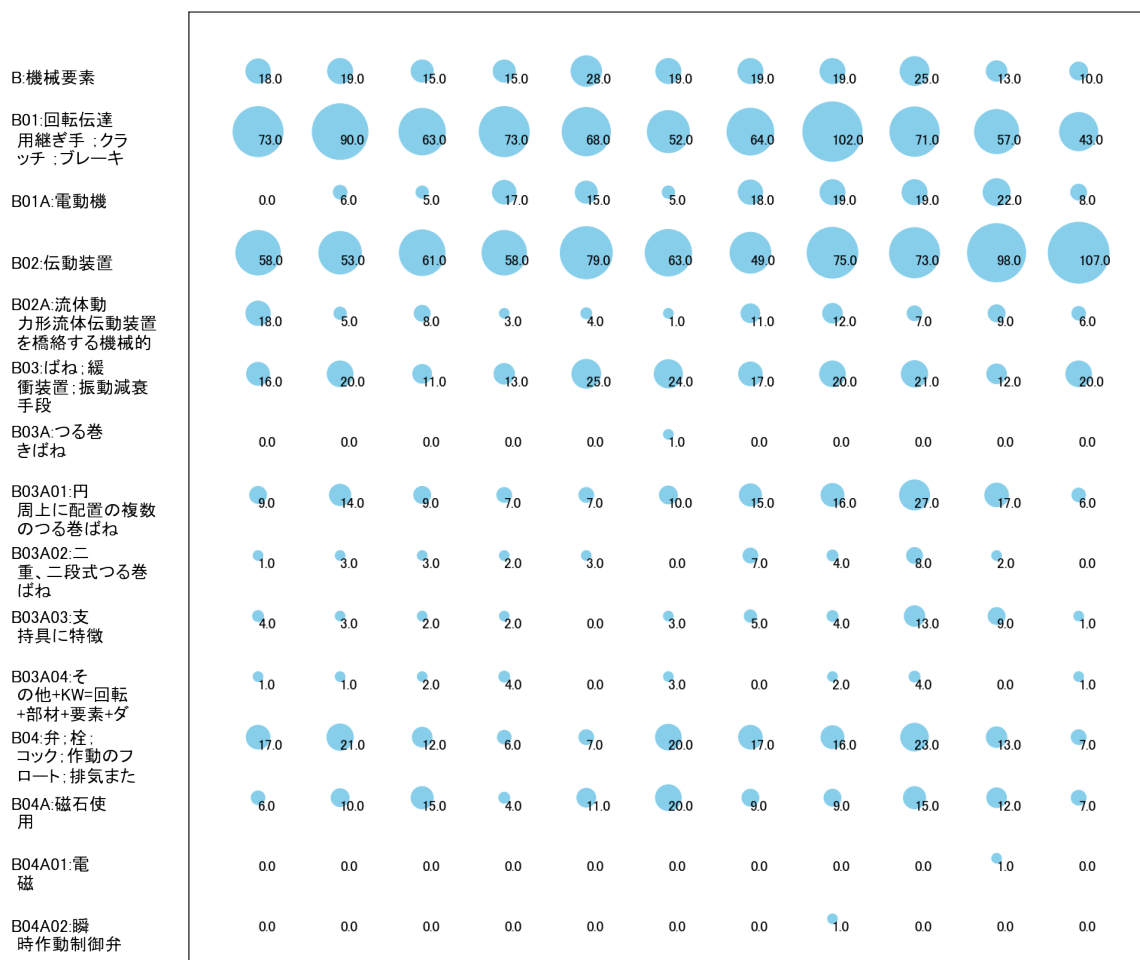 B:機械要素
18.0 19.0 15.0 15.0 28.0 19.0 19.0 19.0 25.0 13.0 10.0
B01:回転伝達
用継ぎ手;クラ
ッチ;ブレーキ
73.0 90.0 63.0 73.0 68.0 52.0 64.0 102.0 71.0 57.0 43.0
B01A:電動機
0.0 6.0 5.0 17.0 15.0 5.0 18.0 19.0 19.0 22.0 8.0
B02:伝動装置
58.0 53.0 61.0 58.0 79.0 63.0 49.0 75.0 73.0 98.0 107.0
B02A:流体動
力形流体伝動装置
を橋絡する機械的
18.0 5.0 8.0 3.0 4.0 1.0 11.0 12.0 7.0 9.0 6.0
B03:ばね;緩
衝装置;振動減衰
手段
16.0 20.0 11.0 13.0 25.0 24.0 17.0 20.0 21.0 12.0 20.0
B03A:つる巻
きばね
0.0 0.0 0.0 0.0 0.0 1.0 0.0 0.0 0.0 0.0 0.0
B03A01:円
周上に配置の複数
のつる巻ばね
9.0 14.0 9.0 7.0 7.0 10.0 15.0 16.0 27.0 17.0 6.0
B03A02:二
重、二段式つる巻
ばね
1.0 3.0 3.0 2.0 3.0 0.0 7.0 4.0 8.0 2.0 0.0
B03A03:支
持具に特徴
4.0 3.0 2.0 2.0 0.0 3.0 5.0 4.0 13.0 9.0 1.0
B03A04:そ
の他+KW=回転
+部材+要素+ダ
1.0 1.0 2.0 4.0 0.0 3.0 0.0 2.0 4.0 0.0 1.0
B04:弁;栓;
コック;作動のフ
ロート;排気また
17.0 21.0 12.0 6.0 7.0 20.0 17.0 16.0 23.0 13.0 7.0
B04A:磁石使
用
6.0 10.0 15.0 4.0 11.0 20.0 9.0 9.0 15.0 12.0 7.0
B04A01:電
磁
0.0 0.0 0.0 0.0 0.0 0.0 0.0 0.0 0.0 1.0 0.0
B04A02:瞬
時作動制御弁
0.0 0.0 0.0 0.0 0.0 0.0 0.0 1.0 0.0 0.0 0.0